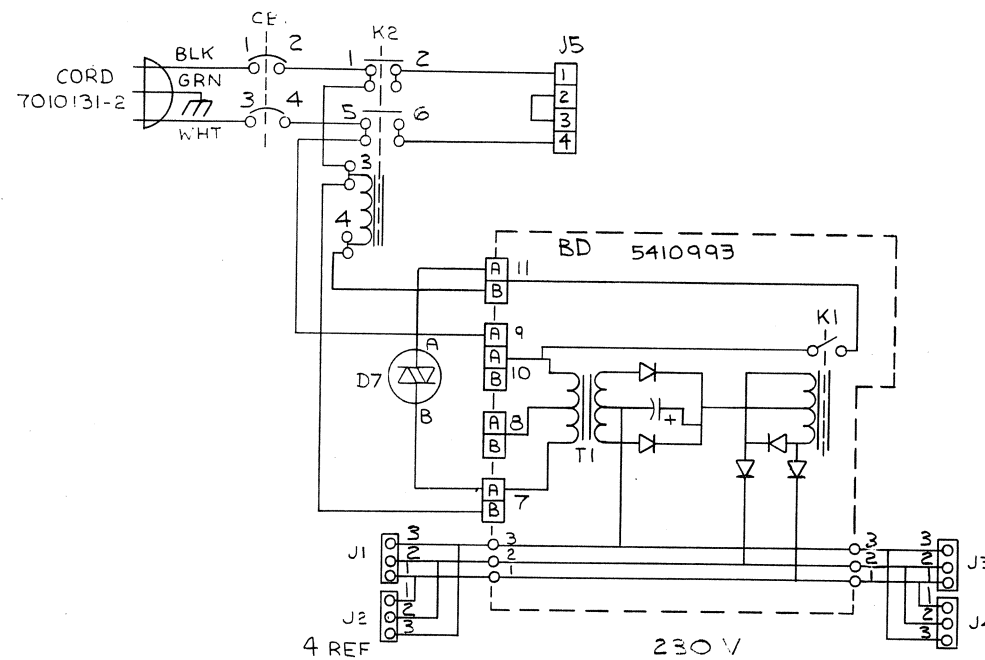 CB
K2
J5
1 2
1 2
BLK
CORD
GRN
7010131-2
3 4
WHT
5 6
1
2
3
4
3
4
BD 5410993
A 11
B
K1
A 9
A
D7
A
10
B
A 8
B
B
+
T1
A 7
B
3 3
J1 3 2 2 3 J3
2 1 1 2
1 1
1 1
J2 2 2 J4
3 3
4 REF 230 V